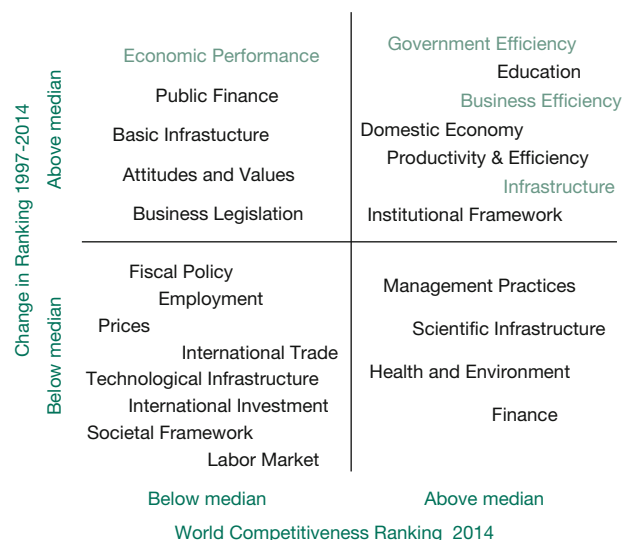 Change in Ranking 1997-2014
Above median
Economic Performance
Public Finance
Basic Infrastucture
Attitudes and Values
Business Legislation
Government Efficiency
Education
Business Efficiency
Domestic Economy
Productivity & Efficiency
Infrastructure
Institutional Framework
Below median
Fiscal Policy
Employment
Prices
International Trade
Technological Infrastructure
International Investment
Societal Framework
Labor Market
Management Practices
Scientific Infrastructure
Health and Environment
Finance
Below median
Above median
World Competitiveness Ranking 2014